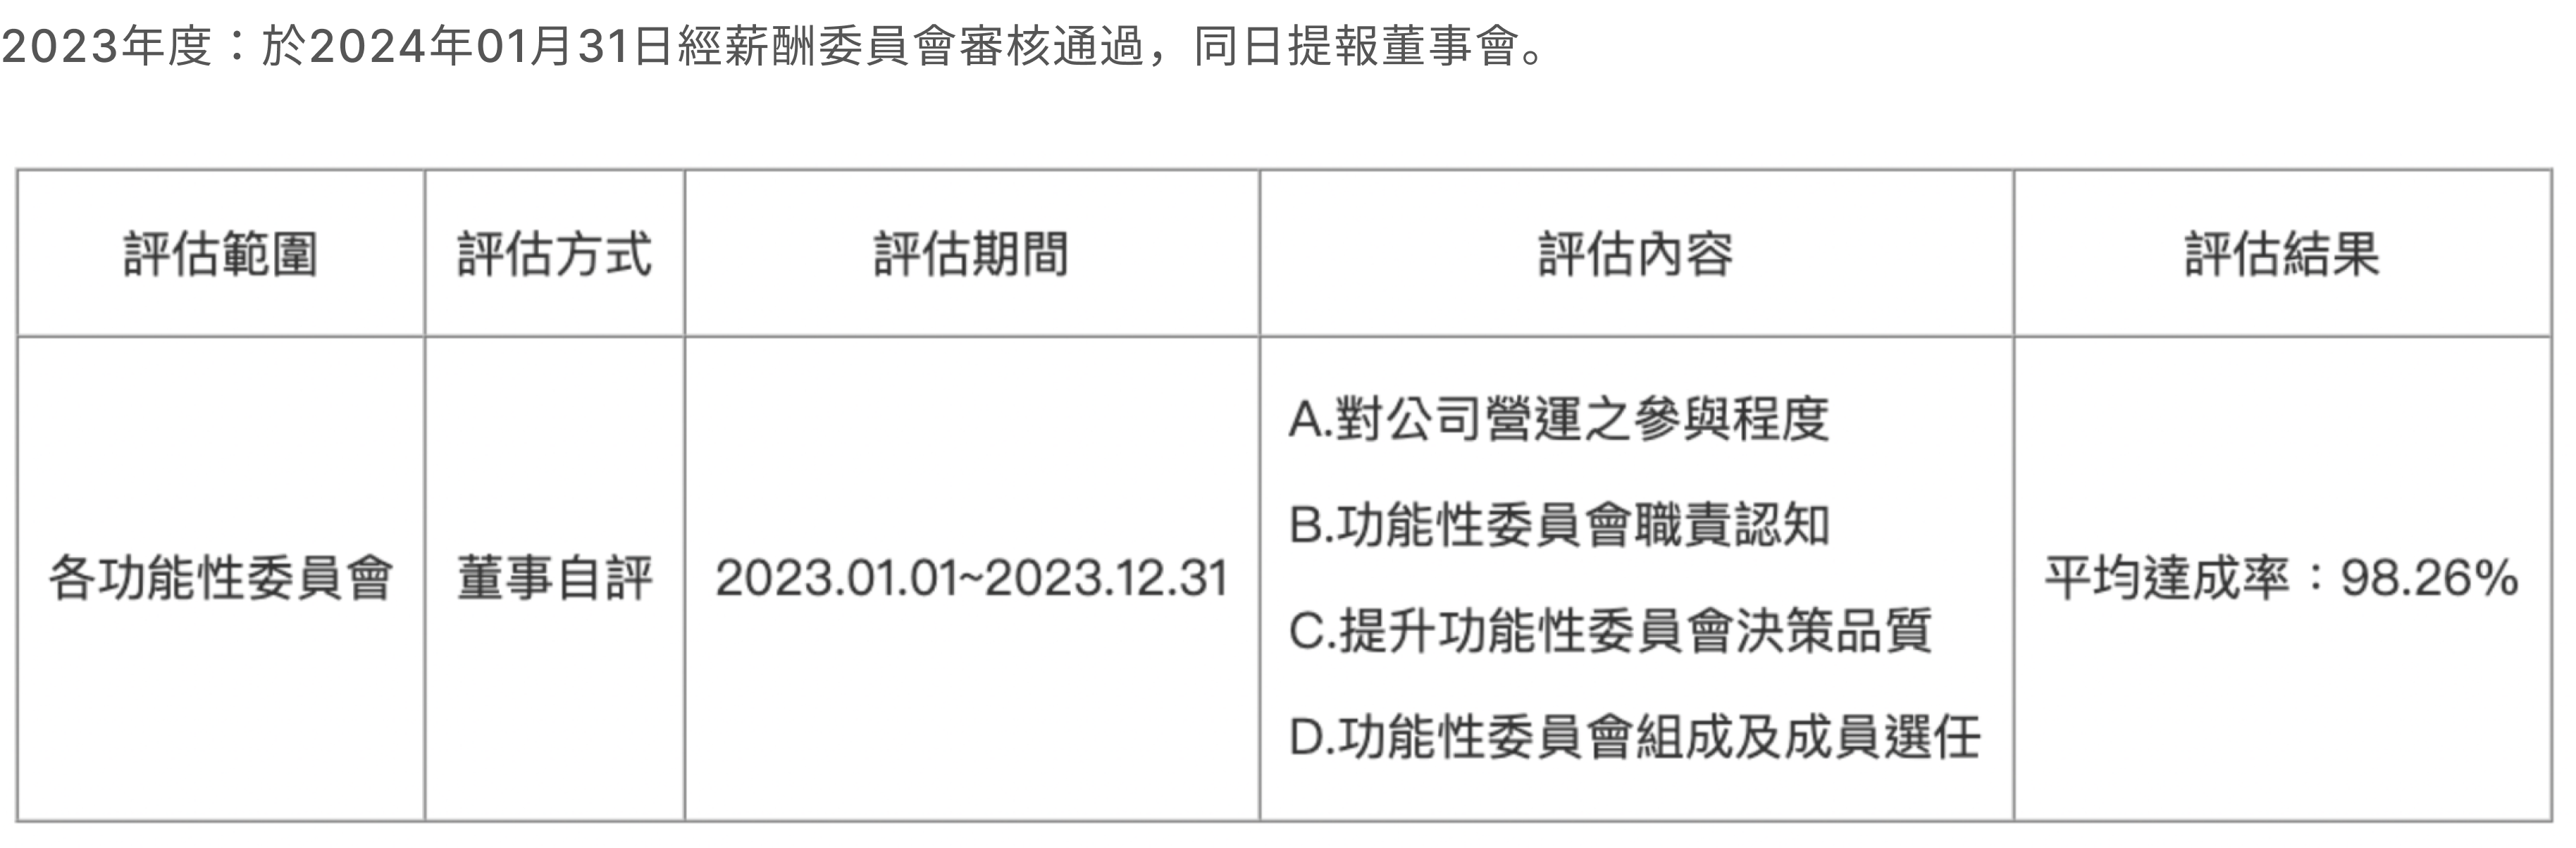 2023年度：於2024年01月31日經薪酬委員會審核通過，同日提報董事會。
評估範圍 評估方式 評估期間 評估內容 評估結果
各功能性委員會 董事自評 2023.01.01~2023.12.31
A.對公司營運之參與程度
B.功能性委員會職責認知
C.提升功能性委員會決策品質
D.功能性委員會組成及成員選任
平均達成率：98.26%